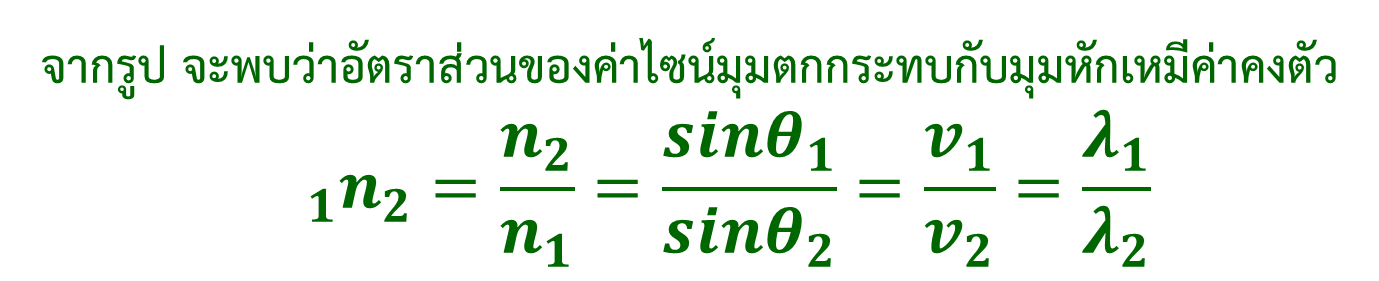 จากรูป จะพบว่าอัตราส่วนของค่าไซน์มุมตกกระทบกับมุมหักเหมีค่าคงตัว
₁n₂ = n₂/n₁ = sinθ₁/sinθ₂ = v₁/v₂ = λ₁/λ₂